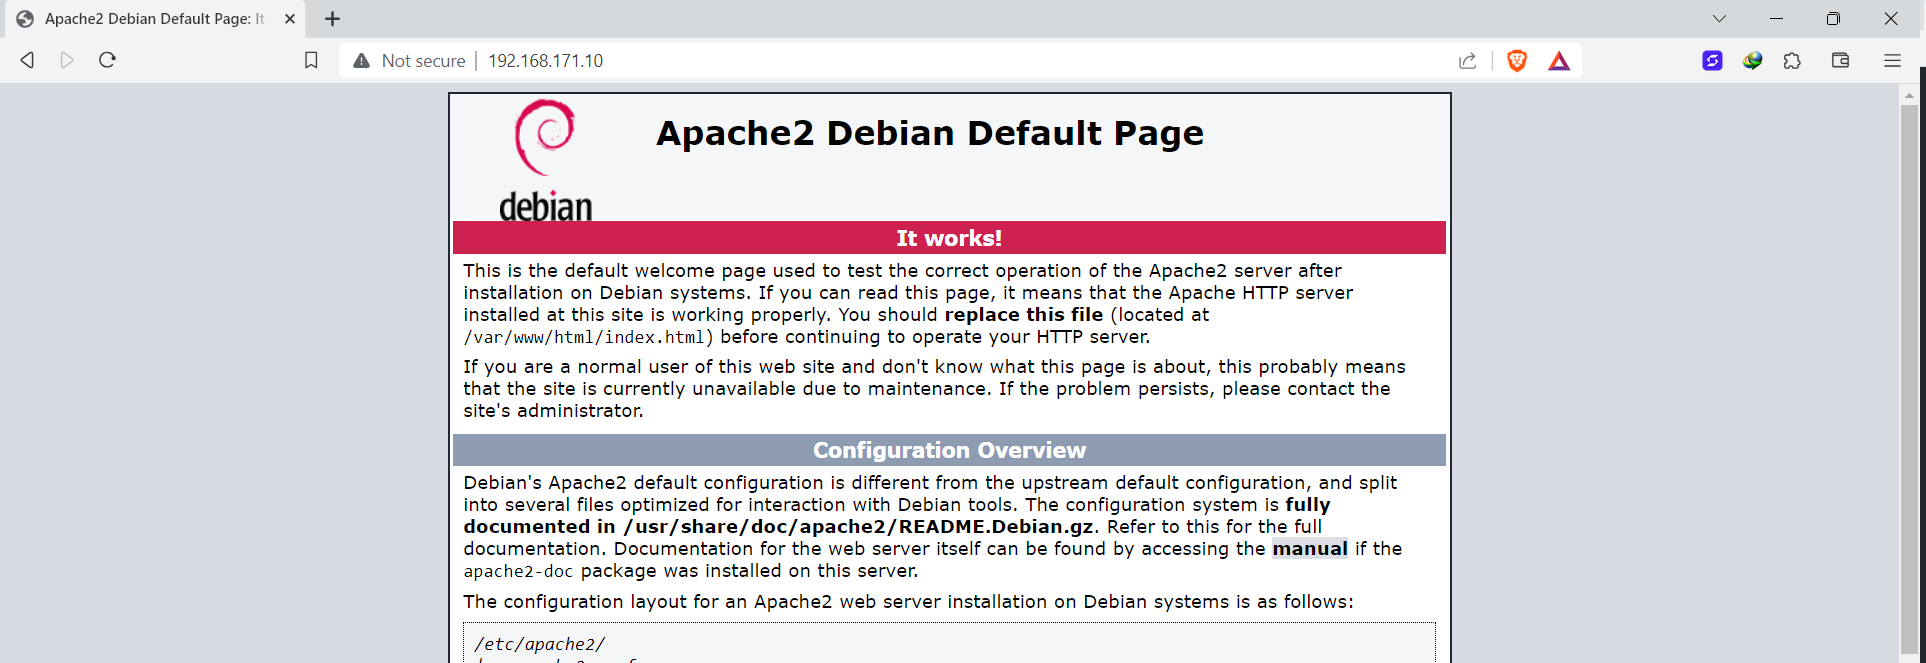 Apache2 Debian Default Page: It
Not secure | 192.168.171.10
debian
Apache2 Debian Default Page
It works!
This is the default welcome page used to test the correct operation of the Apache2 server after
installation on Debian systems. If you can read this page, it means that the Apache HTTP server
installed at this site is working properly. You should replace this file (located at
/var/www/html/index.html) before continuing to operate your HTTP server.
If you are a normal user of this web site and don't know what this page is about, this probably means
that the site is currently unavailable due to maintenance. If the problem persists, please contact the
site's administrator.
Configuration Overview
Debian's Apache2 default configuration is different from the upstream default configuration, and split
into several files optimized for interaction with Debian tools. The configuration system is fully
documented in /usr/share/doc/apache2/README.Debian.gz. Refer to this for the full
documentation. Documentation for the web server itself can be found by accessing the manual if the
apache2-doc package was installed on this server.
The configuration layout for an Apache2 web server installation on Debian systems is as follows:
/etc/apache2/